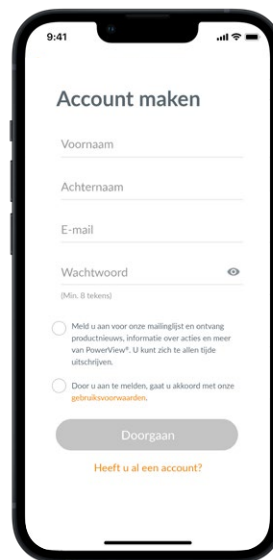 9:41
Account maken
Voornaam
Achternaam
E-mail
Wachtwoord
(Min. 8 tekens)
Meld u aan voor onze mailinglijst en ontvang
productnieuws, informatie over acties en meer
van PowerView®. U kunt zich te allen tijde
uitschrijven.
Door u aan te melden, gaat u akkoord met onze
gebruiksvoorwaarden.
Doorgaan
Heeft u al een account?